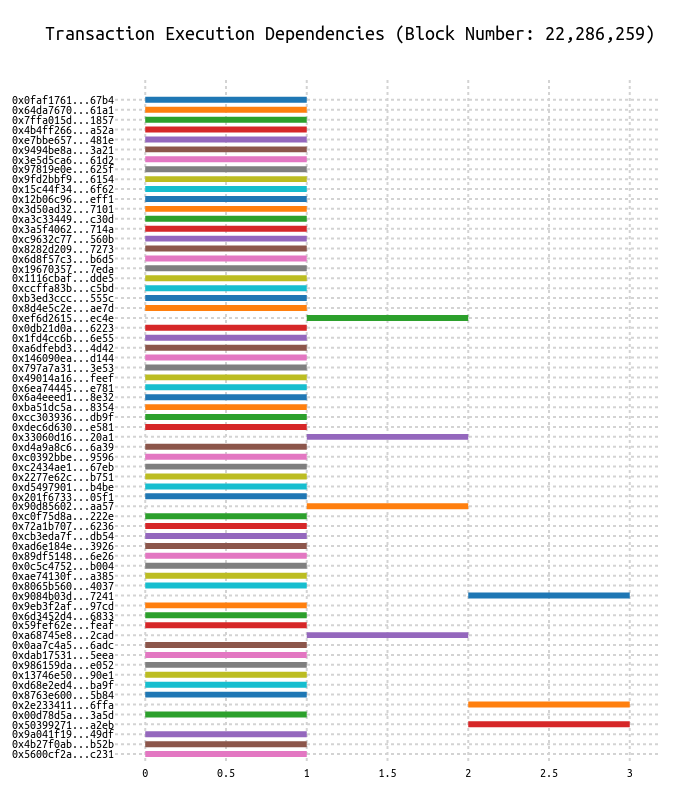 Transaction Execution Dependencies (Block Number: 22,286,259)
0x0faf1761...67b4
0x64da7670...61a1
0x7ffa015d...1857
0x4b4ff266...a52a
0xe7bbe657...481e
0x9494be8a...3a21
0x3e5d5ca6...61d2
0x97819e0e...625f
0x9fd2bbf9...6154
0x15c44f34...6f62
0x12b06c96...eff1
0x3d50ad32...7101
0xa3c33449...c30d
0x3a5f4062...714a
0xc9632c77...560b
0x8282d209...7273
0x6d8f57c3...b6d5
0x19670357...7eda
0x1116cbaf...dde5
0xccffa83b...c5bd
0xb3ed3ccc...555c
0x8d4e5c2e...ae7d
0xef6d2615...ec4e
0x0db21d0a...6223
0x1fd4cc6b...6e55
0xa6dfebd3...4d42
0x146090ea...d144
0x797a7a31...3e53
0x49014a16...feef
0x6ea74445...e781
0x6a4eeed1...8e32
0xba51dc5a...8354
0xcc303936...db9f
0xdec6d630...e581
0x33060d16...20a1
0xd4a9a8c6...6a39
0xc0392bbe...9596
0xc2434ae1...67eb
0x2277e62c...b751
0xd5497901...b4be
0x201f6733...05f1
0x90d85602...aa57
0xc0f75d8a...222e
0x72a1b707...6236
0xcb3eda7f...db54
0xad6e184e...3926
0x89df5148...6e26
0x0c5c4752...b004
0xae74130f...a385
0x8065b560...4037
0x9084b03d...7241
0x9eb3f2af...97cd
0x6d3452d4...6833
0x59fef62e...feaf
0xa68745e8...2cad
0x0aa7c4a5...6adc
0xdab17531...5eea
0x986159da...e052
0x13746e50...90e1
0xd68e2ed4...ba9f
0x8763e600...5b84
0x2e233411...6ffa
0x00d78d5a...3a5d
0x50399271...a2eb
0x9a041f19...49df
0x4b27f0ab...b52b
0x5600cf2a...c231
0 0.5 1 1.5 2 2.5 3